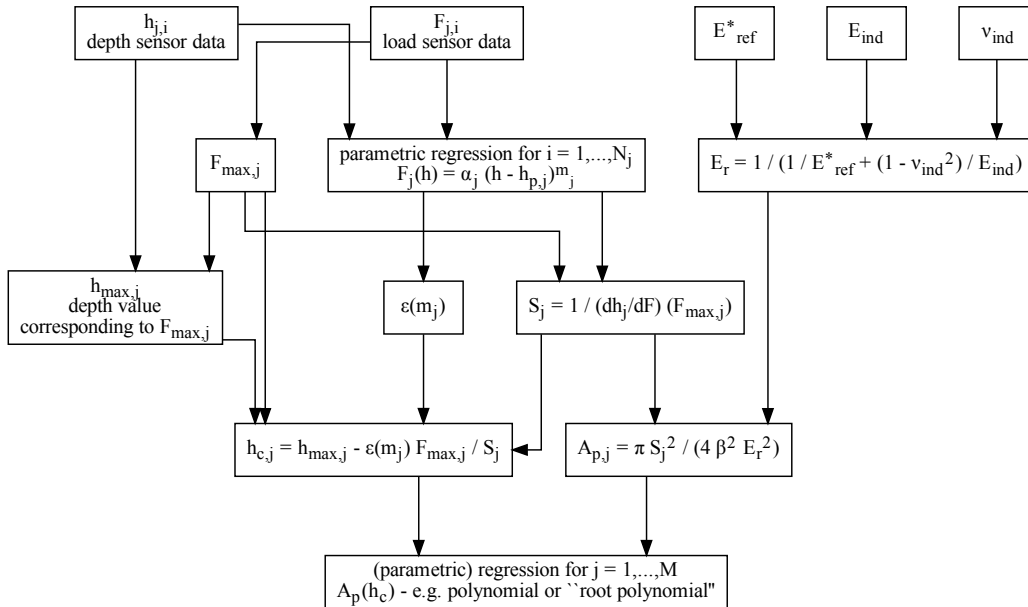 h_{j,i}
depth sensor data
F_{j,i}
load sensor data
E^*_{ref}
E_{ind}
ν_{ind}
F_{max,j}
parametric regression for i = 1,...,N_j
F_j(h) = α_j (h - h_{p,j})^m_j
E_r = 1 / (1 / E^*_{ref} + (1 - ν_{ind}^2) / E_{ind})
h_{max,j}
depth value
corresponding to F_{max,j}
ε(m_j)
S_j = 1 / (dh_j/dF) (F_{max,j})
h_{c,j} = h_{max,j} - ε(m_j) F_{max,j} / S_j
A_{p,j} = π S_j^2 / (4 β^2 E_r^2)
(parametric) regression for j = 1,...,M
A_p(h_c) - e.g. polynomial or ``root polynomial"